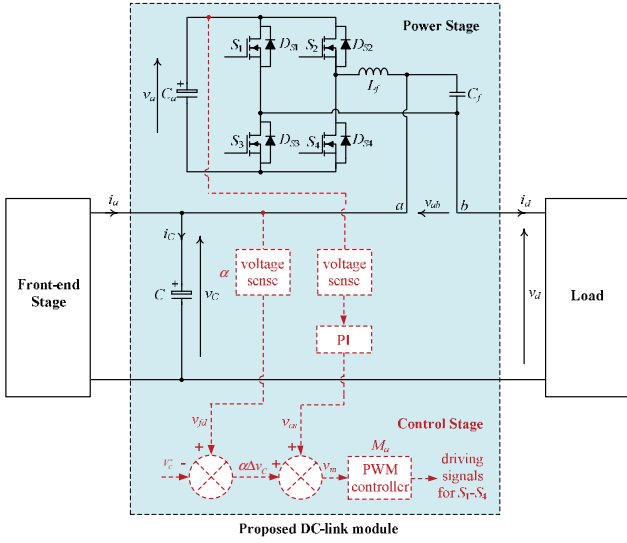 Power Stage
S1 DS1 S2 DS2
Lf
Cf
va
+
Ca
S3 DS3 S4 DS4
a vab b
ia
id
iC
+
C
vC
Front-end
Stage
α
voltage
sense
voltage
sense
PI
vd
Load
vfd
vos
Control Stage
+
+
Ma
-
αΔvC
+
vm
PWM
controller
driving
signals
for S1-S4
Proposed DC-link module